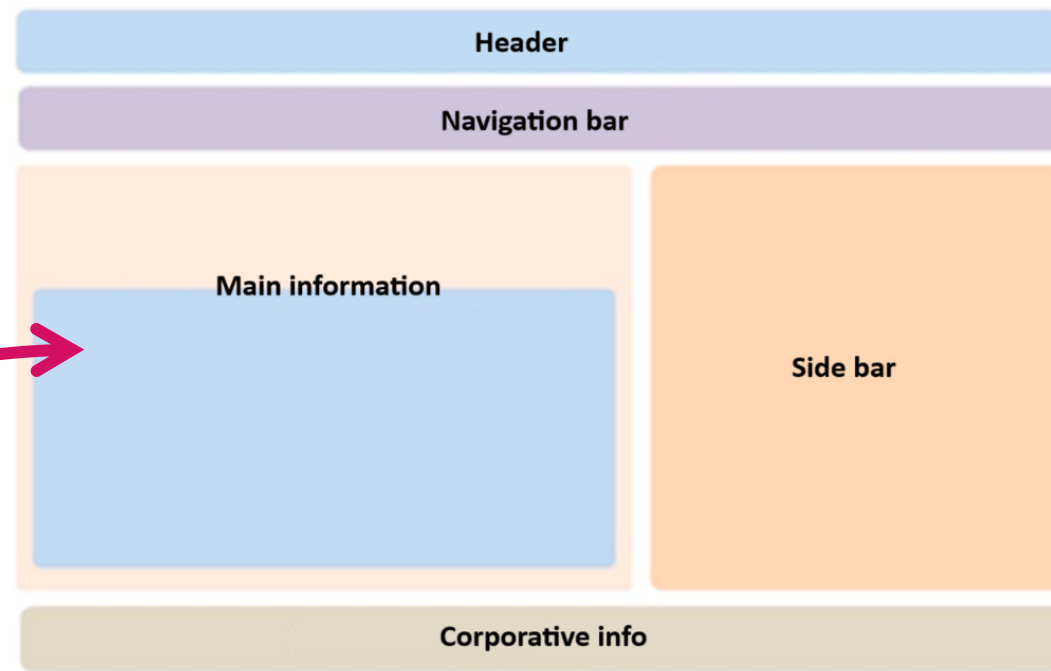 Header
Navigation bar
Main information
Side bar
Corporative info